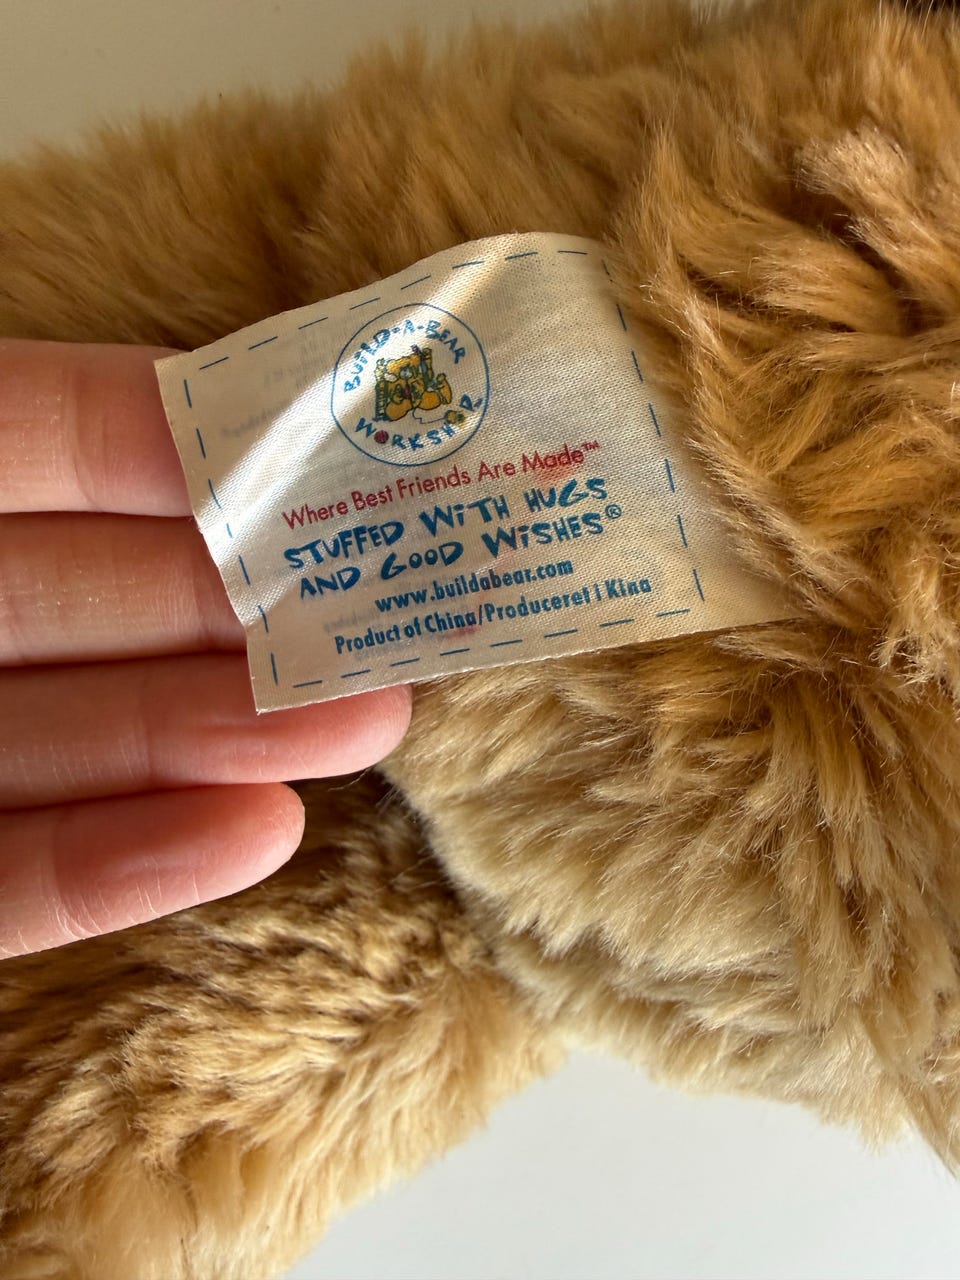 BUILD-A-BEAR
WORKSHOP
Where Best Friends Are Made™
STUFFED WITH HUGS
AND GOOD WISHES®
www.buildabear.com
Product of China/Produceret i Kina